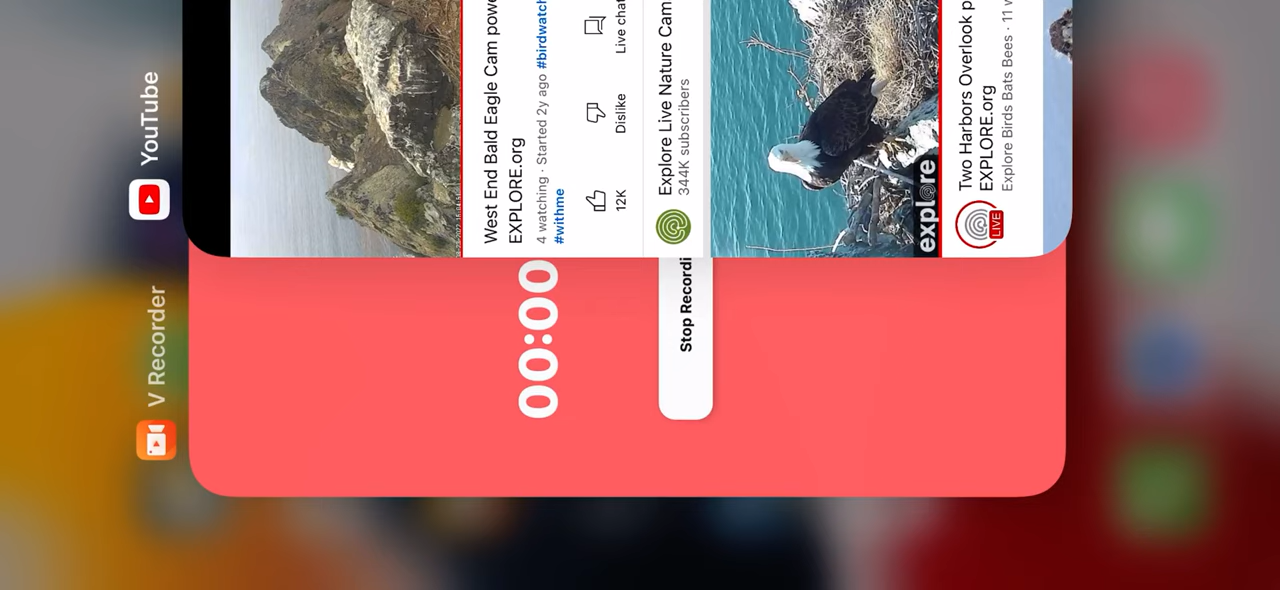 V Recorder
YouTube
West End Bald Eagle Cam
EXPLORE.org
4 watching · Started 2y ago #birdwatch
#withme
12K
Dislike
Live chat
Explore Live Nature Cam
344K subscribers
explore
Two Harbors Overlook p
EXPLORE.org
Explore Birds Bats Bees · 11
LIVE
00:00
Stop Recordi